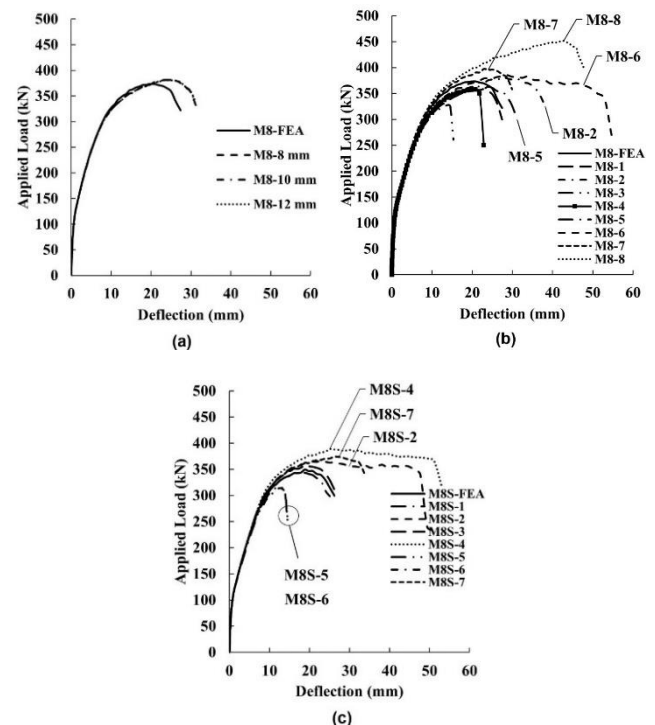 500
450
400
350
300
250
200
150
100
50
0
Applied Load (kN)
M8-FEA
M8-8 mm
M8-10 mm
M8-12 mm
0 10 20 30 40 50 60
Deflection (mm)
(a)
500
450
400
350
300
250
200
150
100
50
0
Applied Load (kN)
M8-7
M8-8
M8-6
M8-2
M8-5
M8-FEA
M8-1
M8-2
M8-3
M8-4
M8-5
M8-6
M8-7
M8-8
0 10 20 30 40 50 60
Deflection (mm)
(b)
500
450
400
350
300
250
200
150
100
50
0
Applied Load (kN)
M8S-4
M8S-7
M8S-2
M8S-5
M8S-6
M8S-FEA
M8S-1
M8S-2
M8S-3
M8S-4
M8S-5
M8S-6
M8S-7
0 10 20 30 40 50 60
Deflection (mm)
(c)